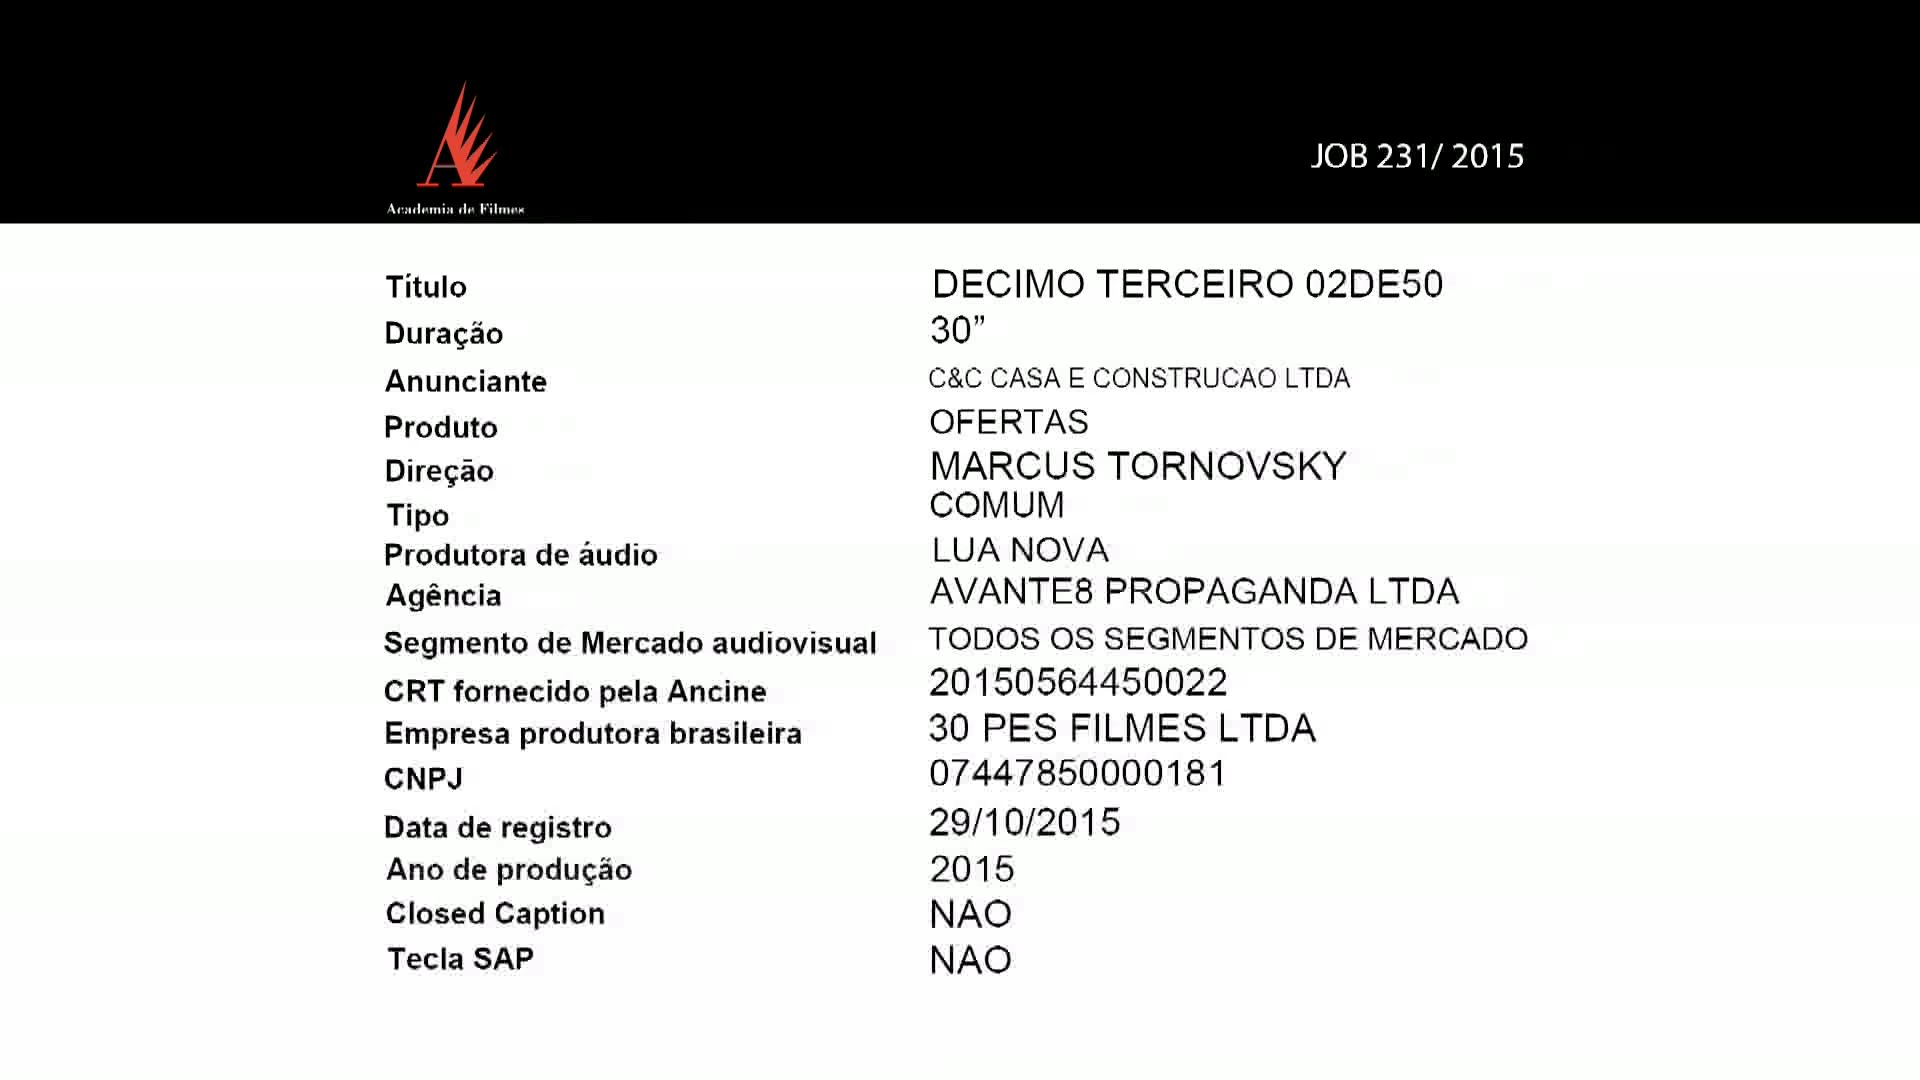 Academia de Filmes
JOB 231/ 2015
Título DECIMO TERCEIRO 02DE50
Duração 30”
Anunciante C&C CASA E CONSTRUCAO LTDA
Produto OFERTAS
Direção MARCUS TORNOVSKY
Tipo COMUM
Produtora de áudio LUA NOVA
Agência AVANTE8 PROPAGANDA LTDA
Segmento de Mercado audiovisual TODOS OS SEGMENTOS DE MERCADO
CRT fornecido pela Ancine 20150564450022
Empresa produtora brasileira 30 PES FILMES LTDA
CNPJ 07447850000181
Data de registro 29/10/2015
Ano de produção 2015
Closed Caption NAO
Tecla SAP NAO